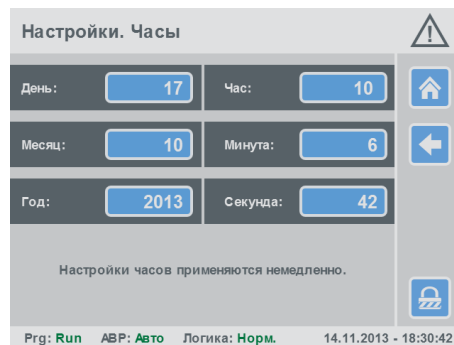 Настройки. Часы
День: 17 Час: 10
Месяц: 10 Минута: 6
Год: 2013 Секунда: 42
Настройки часов применяются немедленно.
Prg: Run АВР: Авто Логика: Норм. 14.11.2013 - 18:30:42